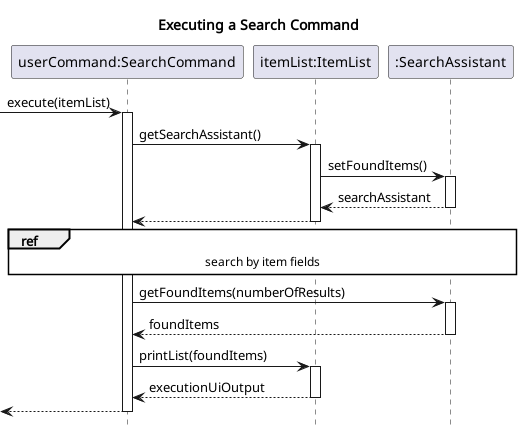 Executing a Search Command
userCommand:SearchCommand
itemList:ItemList
:SearchAssistant
execute(itemList)
getSearchAssistant()
setFoundItems()
searchAssistant
ref
search by item fields
getFoundItems(numberOfResults)
foundItems
printList(foundItems)
executionUiOutput